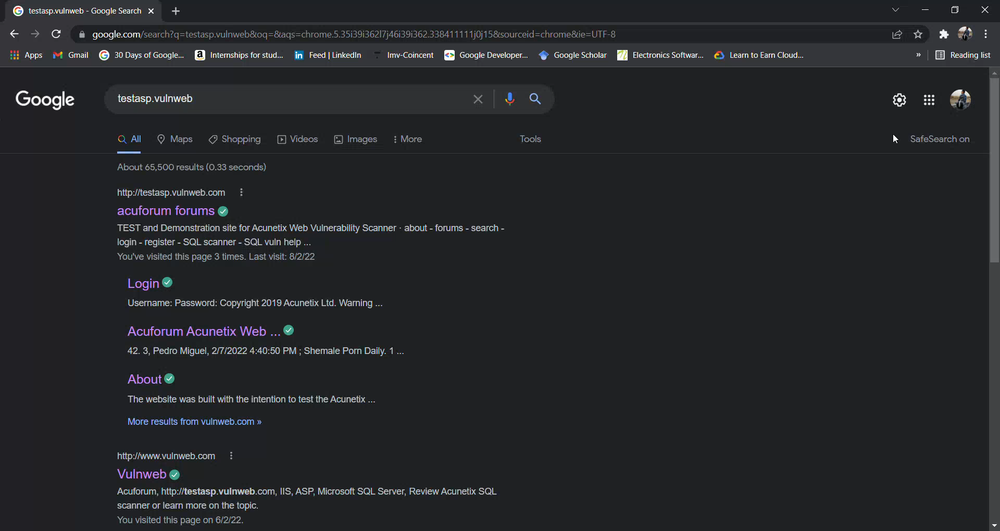 testasp.vulnweb - Google Search
google.com/search?q=testasp.vulnweb&oq=&aqs=chrome.5.35i39i362l7j46i39i362.338411111j0j15&sourceid=chrome&ie=UTF-8
Apps Gmail 30 Days of Google... Internships for stud... Feed | LinkedIn Imv-Coincent Google Developer... Google Scholar Electronics Softwar... Learn to Earn Cloud... » Reading list
Google testasp.vulnweb
All Maps Shopping Videos Images More Tools SafeSearch on
About 65,500 results (0.33 seconds)
http://testasp.vulnweb.com
acuforum forums
TEST and Demonstration site for Acunetix Web Vulnerability Scanner · about - forums - search -
login - register - SQL scanner - SQL vuln help ...
You've visited this page 3 times. Last visit: 8/2/22
Login
Username: Password: Copyright 2019 Acunetix Ltd. Warning ...
Acuforum Acunetix Web ...
42. 3, Pedro Miguel, 2/7/2022 4:40:50 PM ; Shemale Porn Daily. 1 ...
About
The website was built with the intention to test the Acunetix ...
More results from vulnweb.com »
http://www.vulnweb.com
Vulnweb
Acuforum, http://testasp.vulnweb.com, IIS, ASP, Microsoft SQL Server, Review Acunetix SQL
scanner or learn more on the topic.
You visited this page on 6/2/22.